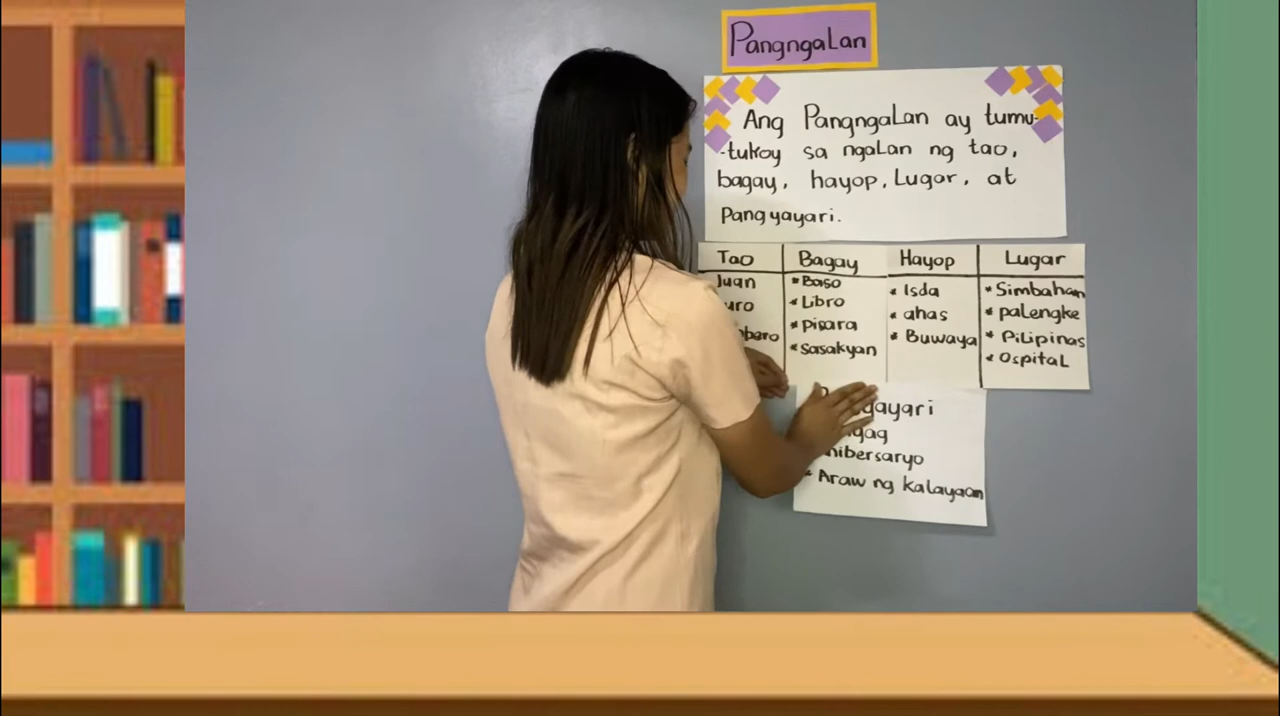 Pangngalan
Ang Pangngalan ay tumu-
-tukoy sa ngalan ng tao,
bagay, hayop, Lugar, at
Pangyayari.
Tao Bagay Hayop Lugar
Juan
* Baso
* Libro
* pisara
* Sasakyan
* Isda
* ahas
* Buwaya
* Simbahan
* palengke
* Pilipinas
* Ospital
* Araw ng kalayaan